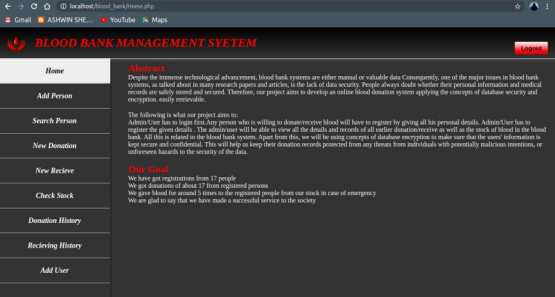 localhost/blood_bank/Home.php
Gmail
ASHWIN SHE...
YouTube
Maps
BLOOD BANK MANAGEMENT SYETEM
Logout
Home
Add Person
Search Person
New Donation
New Recieve
Check Stock
Donation History
Recieving History
Add User
Abstract
Despite the immense technological advancement, blood bank systems are either manual or valuable data Consequently, one of the major issues in blood bank
systems, as talked about in many research papers and articles, is the lack of data security. People always doubt whether their personal information and medical
records are safely stored and secured. Therefore, our project aims to develop an online blood donation system applying the concepts of database security and
encryption. easily retrievable.
The following is what our project aims to:
Admin/User has to login first.Any person who is willing to donate/receive blood will have to register by giving all his personal details. Admin/User has to
register the given details . The admin/user will be able to view all the details and records of all earlier donation/receive as well as the stock of blood in the blood
bank. All this is related to the blood bank system. Apart from this, we will be using concepts of database encryption to make sure that the users' information is
kept secure and confidential. This will help us keep their donation records protected from any threats from individuals with potentially malicious intentions, or
unforeseen hazards to the security of the data.
Our Goal
We have got registrations from 17 people
We got donations of about 17 from registered persons
We gave blood for around 5 times to the registered people from our stock in case of emergency
We are glad to say that we have made a successful service to the society